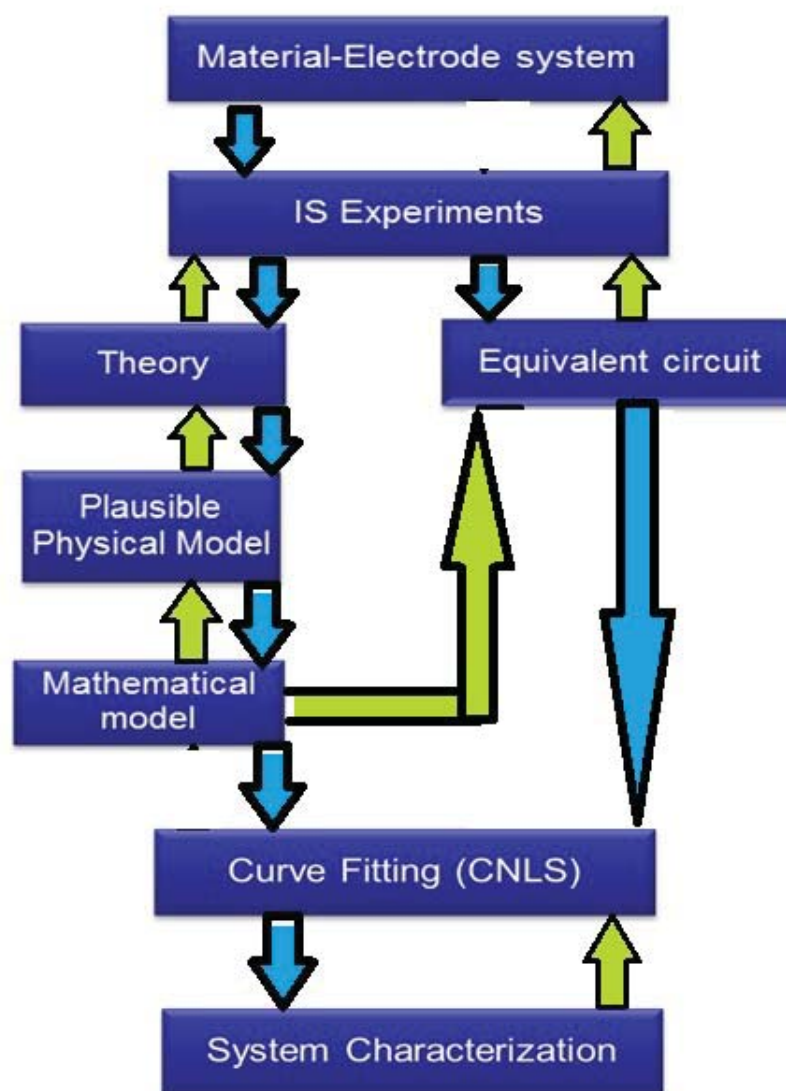 Material-Electrode system
IS Experiments
Theory
Equivalent circuit
Plausible
Physical Model
Mathematical
model
Curve Fitting (CNLS)
System Characterization